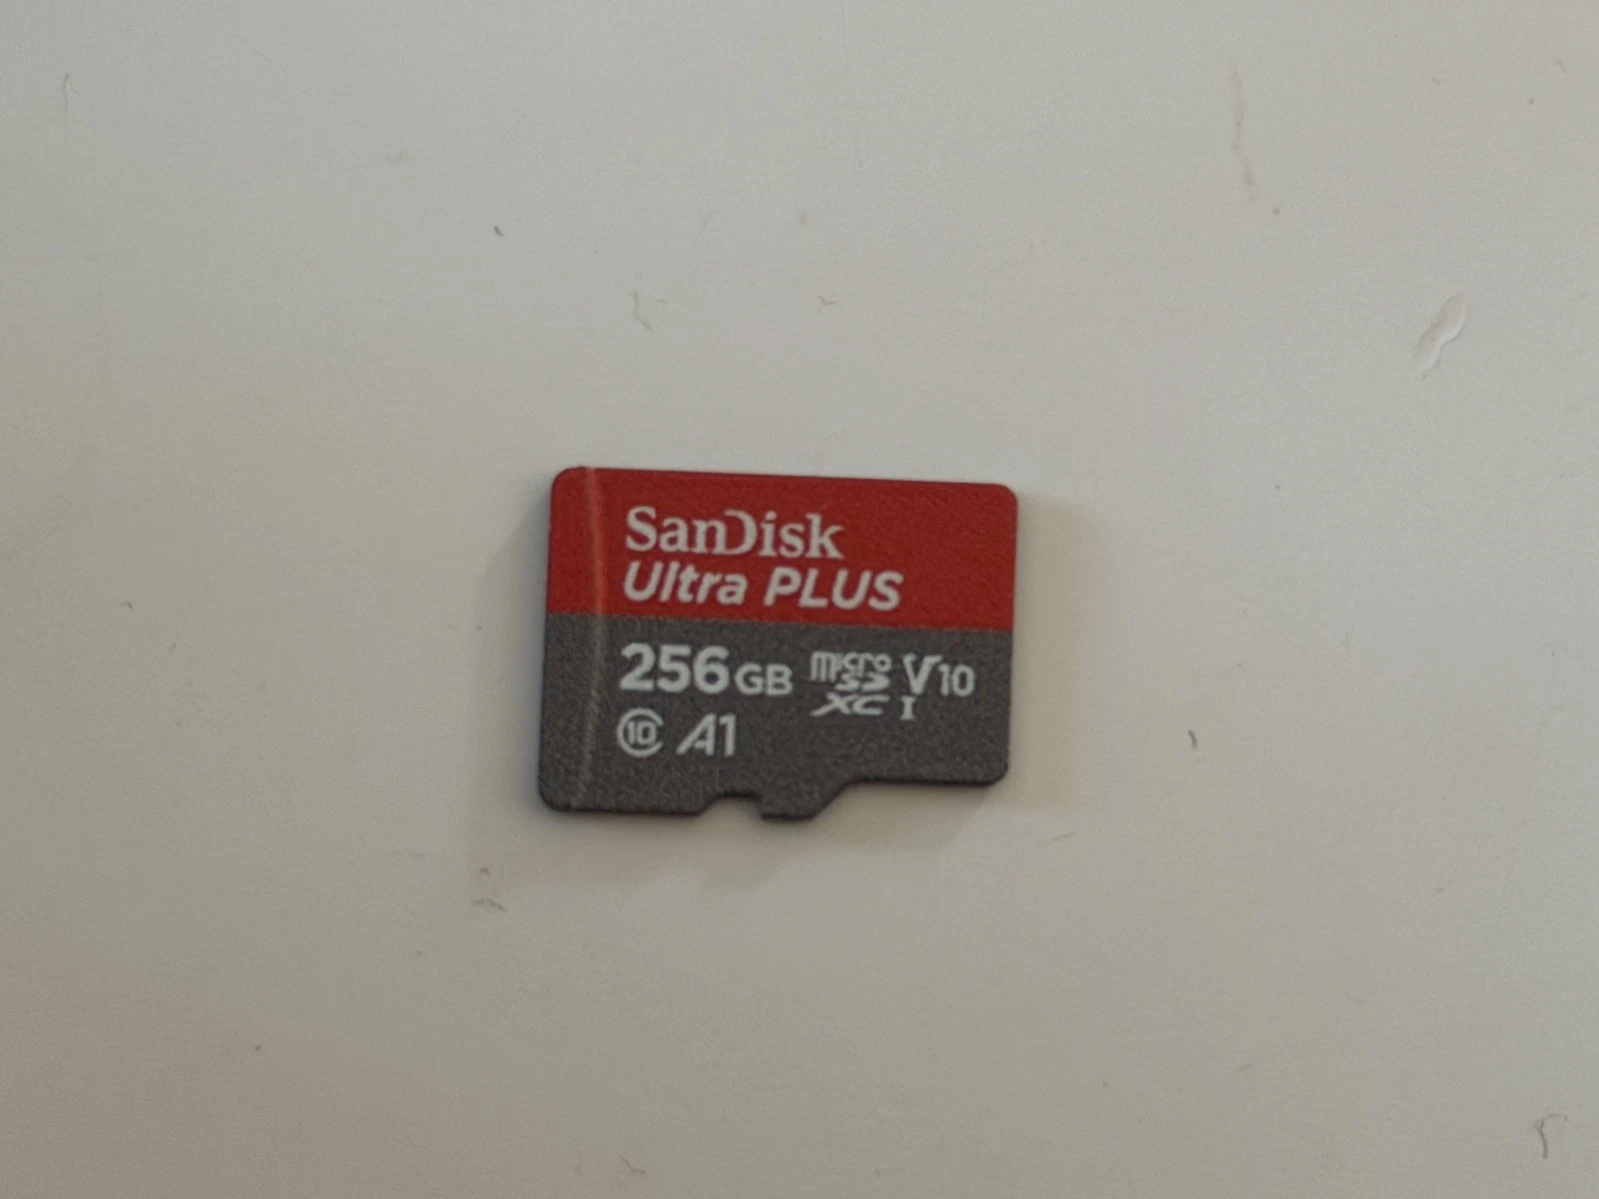 SanDisk
Ultra PLUS
256GB micro SD XC I V10
10 A1